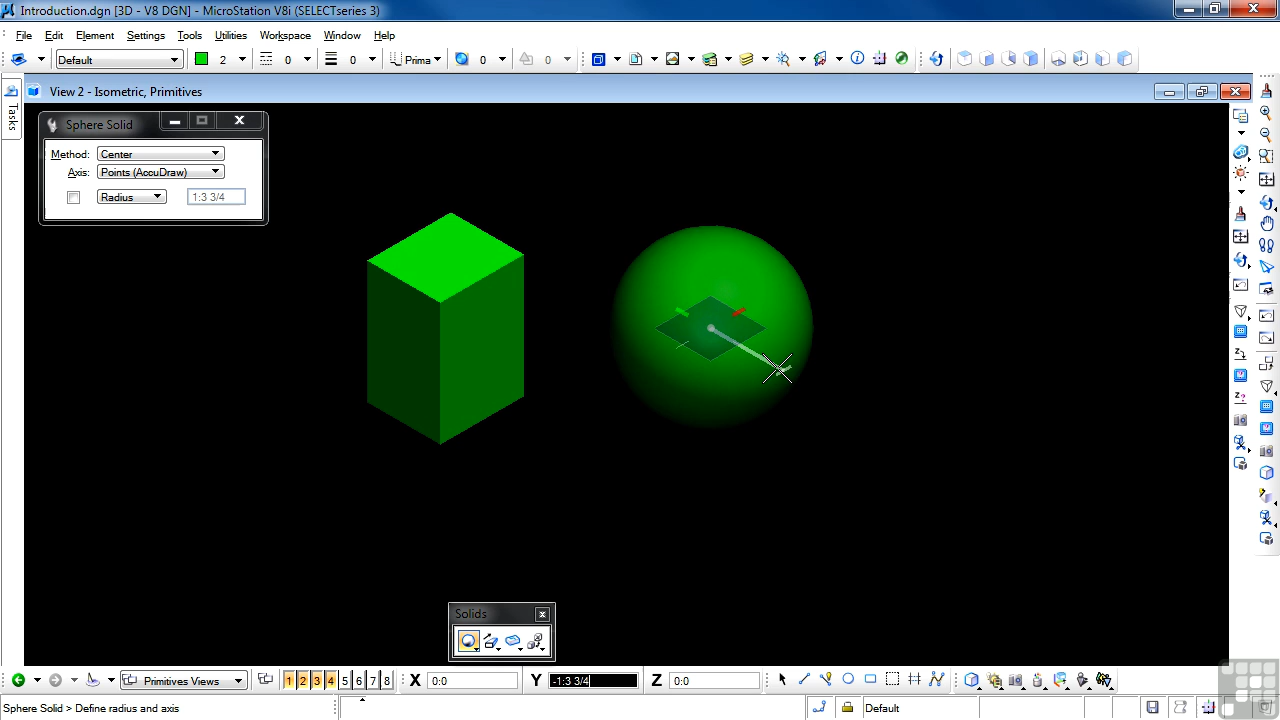 Introduction.dgn [3D - V8 DGN] - MicroStation V8i (SELECTseries 3)
File Edit Element Settings Tools Utilities Workspace Window Help
Default 2 0 0 Prima 0 0
Tasks
View 2 - Isometric, Primitives
Sphere Solid
Method: Center
Axis: Points (AccuDraw)
Radius 1:3 3/4
Solids
Primitives Views 1 2 3 4 5 6 7 8 X 0:0 Y -1:3 3/4 Z 0:0
Sphere Solid > Define radius and axis Default